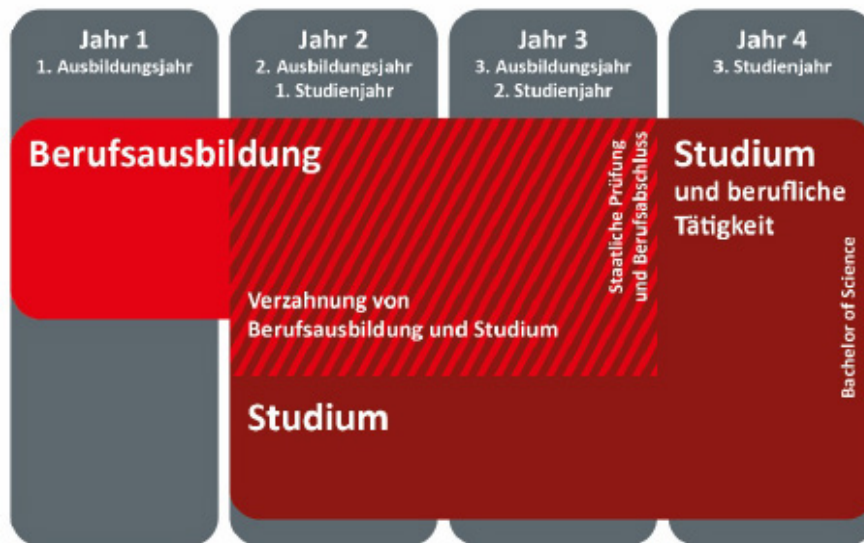 Jahr 1
1. Ausbildungsjahr
Jahr 2
2. Ausbildungsjahr
1. Studienjahr
Jahr 3
3. Ausbildungsjahr
2. Studienjahr
Jahr 4
3. Studienjahr
Berufsausbildung
Staatliche Prüfung
und Berufsabschluss
Studium
und berufliche
Tätigkeit
Verzahnung von
Berufsausbildung und Studium
Bachelor of Science
Studium